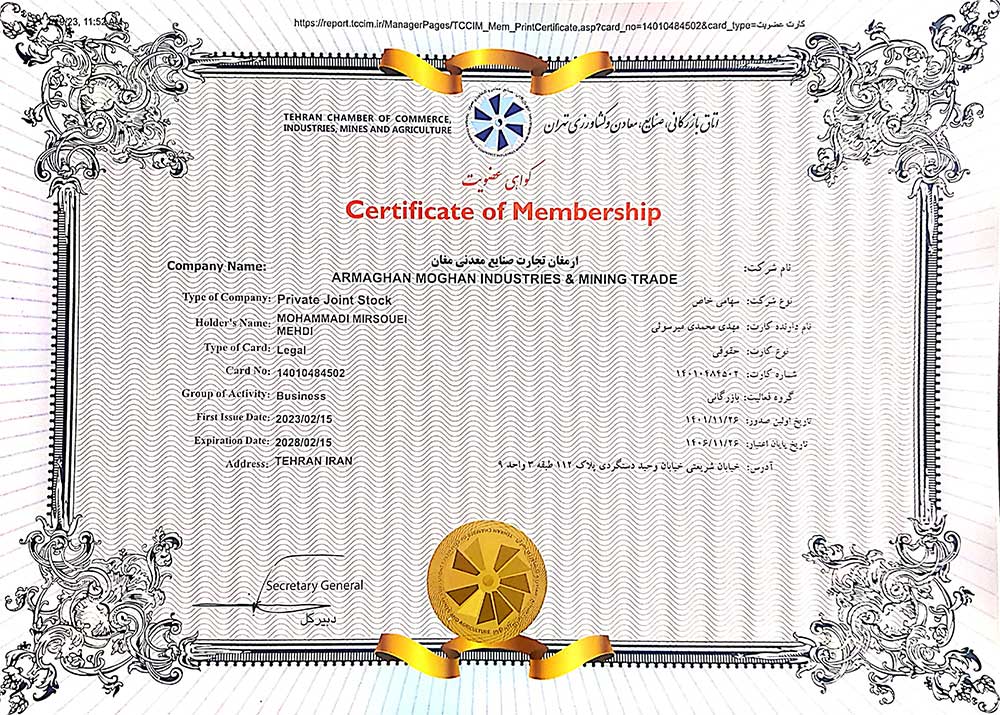 23, 11:52
https://report.tccim.ir/ManagerPages/TCCIM_Mem_PrintCertificate.asp?card_no=14010484502&card_type=کارت عضویت
TEHRAN CHAMBER OF COMMERCE,
INDUSTRIES, MINES AND AGRICULTURE
اتاق بازرگانی، صنایع، معادن و کشاورزی تهران
گواهی عضویت
Certificate of Membership
Company Name: ارمغان تجارت صنایع معدنی مغان نام شرکت:
ARMAGHAN MOGHAN INDUSTRIES & MINING TRADE
Type of Company: Private Joint Stock
نوع شرکت: سهامی خاص
Holder's Name: MOHAMMADI MIRSOUEI
MEHDI
نام دارنده کارت: مهدی محمدی میرسوئی
Type of Card: Legal
نوع کارت: حقوقی
Card No: 14010484502
شماره کارت: ۱۴۰۱۰۴۸۴۵۰۲
Group of Activity: Business
گروه فعالیت: بازرگانی
First Issue Date: 2023/02/15
تاریخ اولین صدور: ۱۴۰۱/۱۱/۲۶
Expiration Date: 2028/02/15
تاریخ پایان اعتبار: ۱۴۰۶/۱۱/۲۶
Address: TEHRAN IRAN
آدرس: خیابان شریعتی خیابان وحید دستگردی پلاک ۱۱۲ طبقه ۳ واحد ۹
Secretary General
دبیرکل